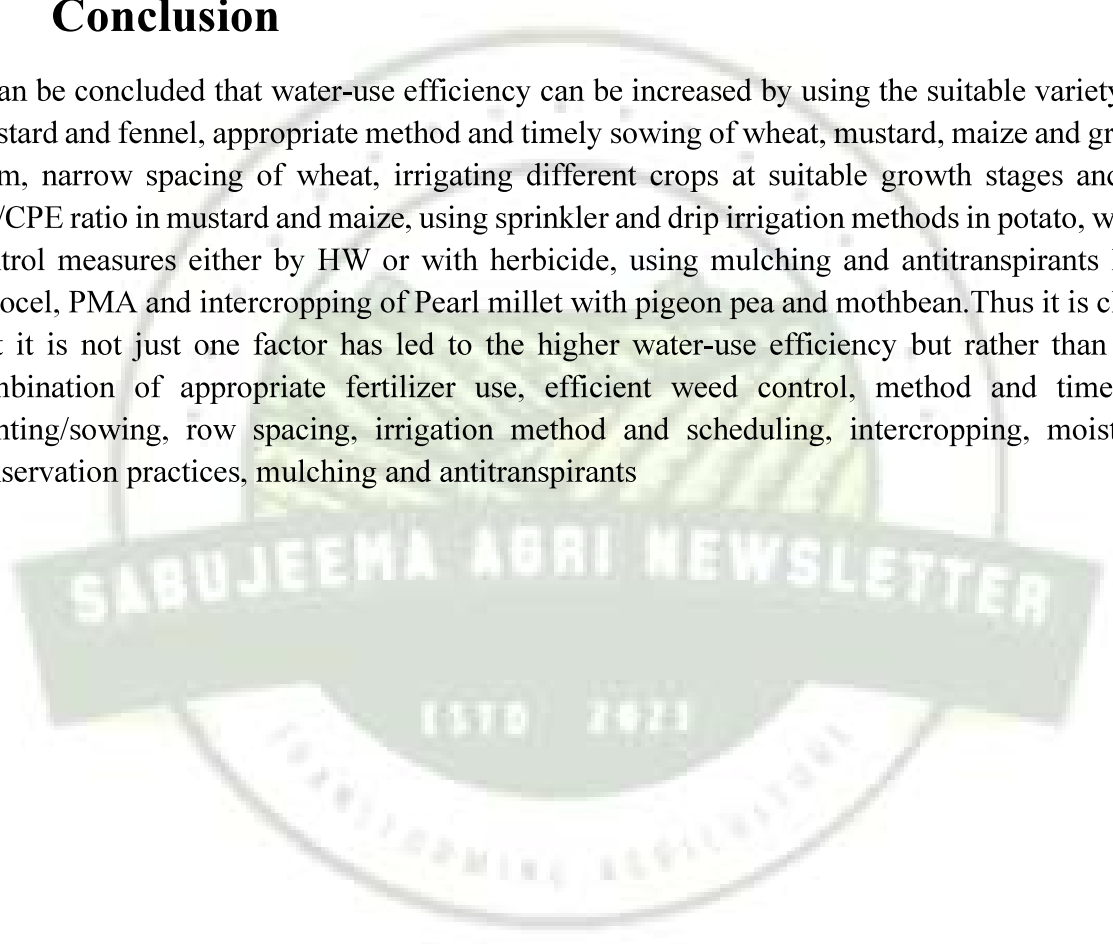 Conclusion
an be concluded that water-use efficiency can be increased by using the suitable variety
stard and fennel, appropriate method and timely sowing of wheat, mustard, maize and gr
m, narrow spacing of wheat, irrigating different crops at suitable growth stages and
/CPE ratio in mustard and maize, using sprinkler and drip irrigation methods in potato, w
trol measures either by HW or with herbicide, using mulching and antitranspirants
ocel, PMA and intercropping of Pearl millet with pigeon pea and mothbean.Thus it is c
t it is not just one factor has led to the higher water-use efficiency but rather than
mbination of appropriate fertilizer use, efficient weed control, method and time
nting/sowing, row spacing, irrigation method and scheduling, intercropping, moist
servation practices, mulching and antitranspirants
SABUJEEMA AGRI NEWSLETTER
ESTD 2021
TRANSFORMING AGRICULTURE